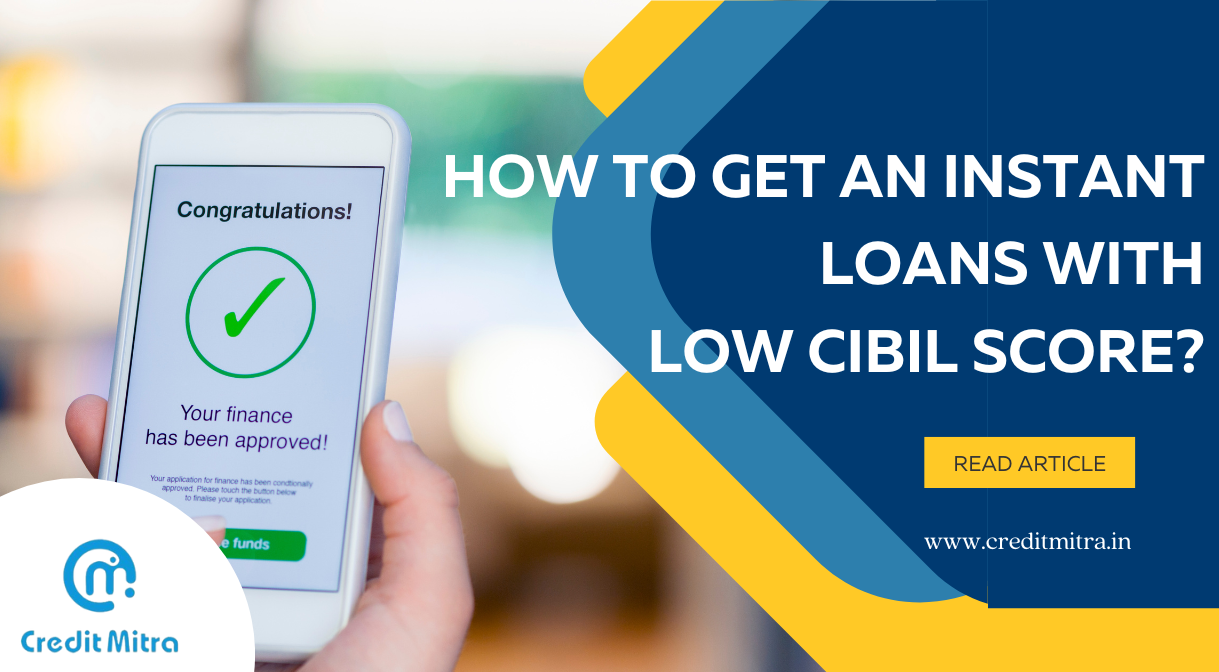 Congratulations!
✓
Your finance
has been approved!
Your application for finance has been condtionally
approved. Please touch the button below
to finalise your application.
e funds
Credit Mitra
HOW TO GET AN INSTANT
LOANS WITH
LOW CIBIL SCORE?
READ ARTICLE
www.creditmitra.in